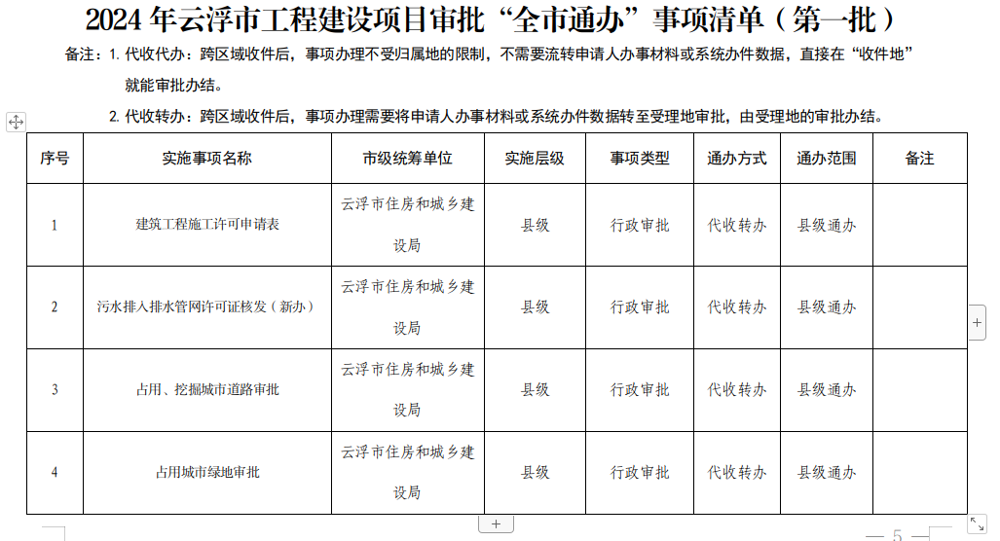 2024年云浮市工程建设项目审批“全市通办”事项清单（第一批）
备注：1. 代收代办：跨区域收件后，事项办理不受归属地的限制，不需要流转申请人办事材料或系统办件数据，直接在“收件地”
就能审批办结。
2. 代收转办：跨区域收件后，事项办理需要将申请人办事材料或系统办件数据转至受理地审批，由受理地的审批办结。
序号 实施事项名称 市级统筹单位 实施层级 事项类型 通办方式 通办范围 备注
1 建筑工程施工许可申请表 云浮市住房和城乡建 县级 行政审批 代收转办 县级通办
设局
2 污水排入排水管网许可证核发（新办） 云浮市住房和城乡建 县级 行政审批 代收转办 县级通办
设局
3 占用、挖掘城市道路审批 云浮市住房和城乡建 县级 行政审批 代收转办 县级通办
设局
4 占用城市绿地审批 云浮市住房和城乡建 县级 行政审批 代收转办 县级通办
设局
— 5 —